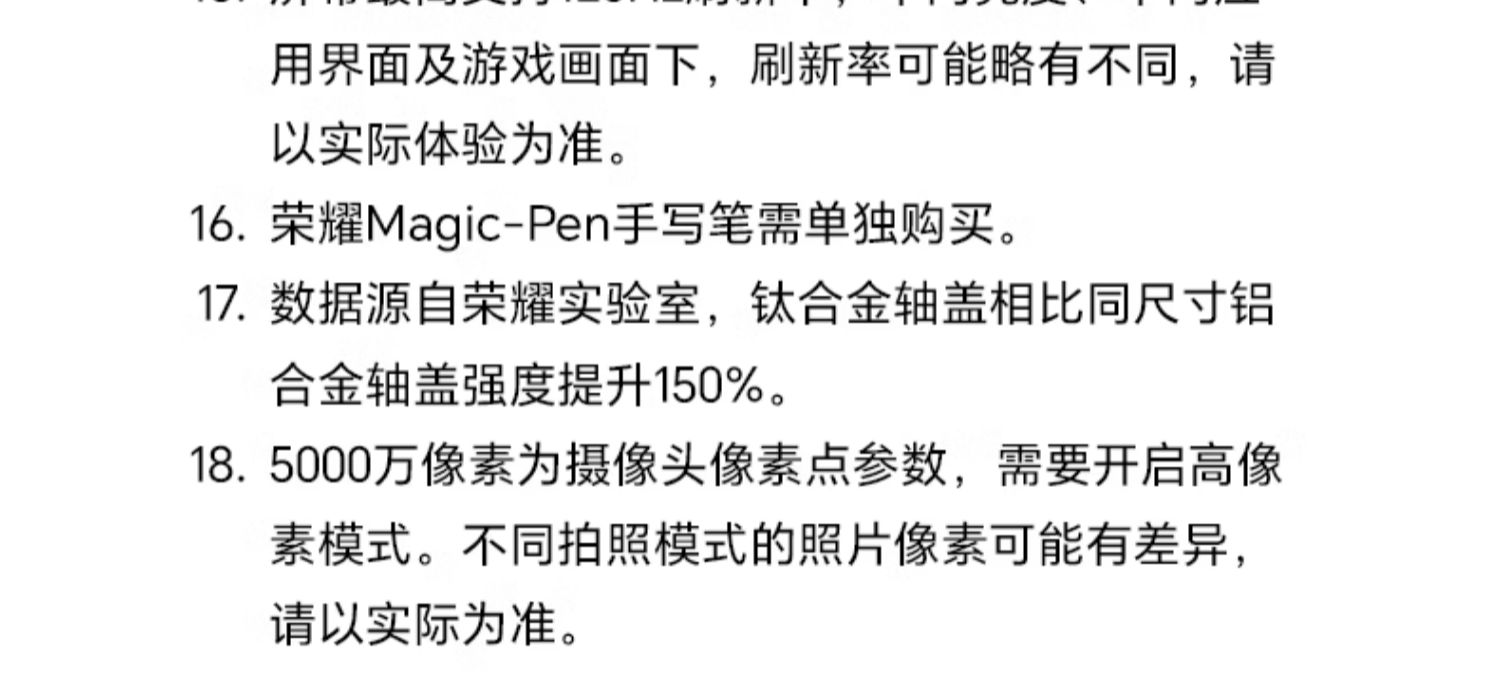 用界面及游戏画面下，刷新率可能略有不同，请
以实际体验为准。
16. 荣耀Magic-Pen手写笔需单独购买。
17. 数据源自荣耀实验室，钛合金轴盖相比同尺寸铝
合金轴盖强度提升150%。
18. 5000万像素为摄像头像素点参数，需要开启高像
素模式。不同拍照模式的照片像素可能有差异，
请以实际为准。